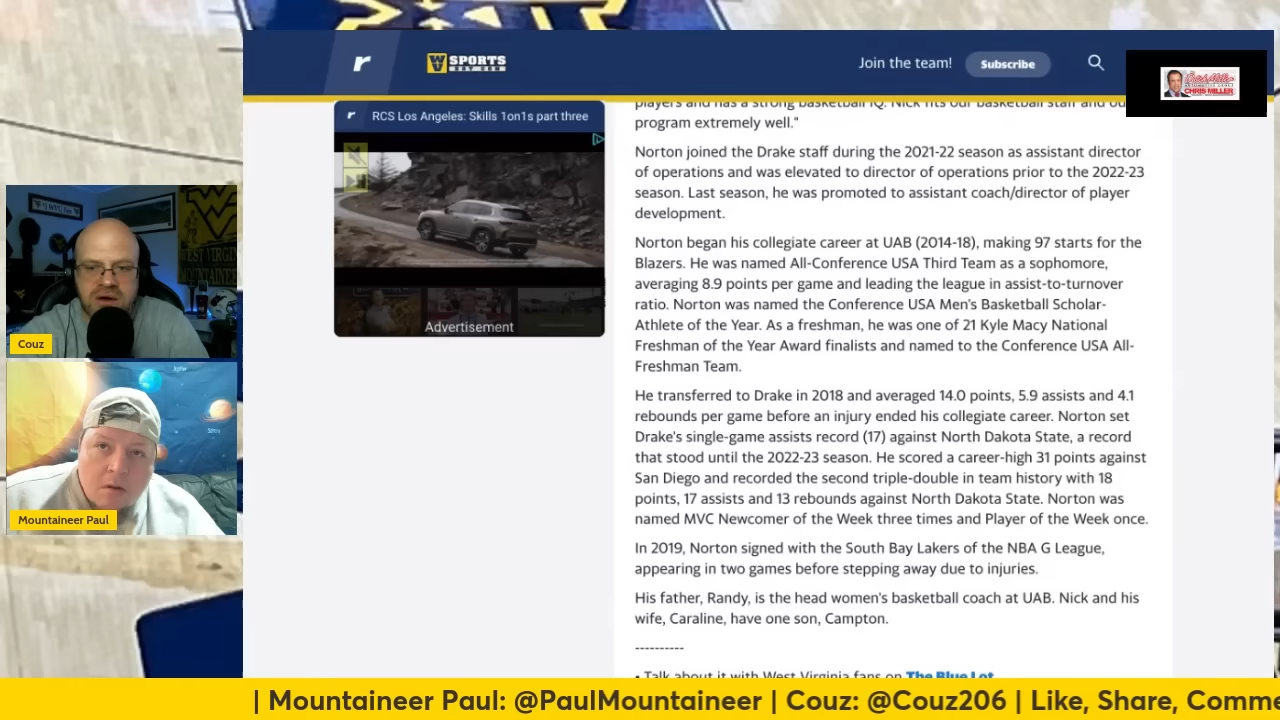 r
WV SPORTS
Join the team!
Subscribe
CHRIS MILLER
RCS Los Angeles: Skills 1on1s part three
Advertisement
players and has a strong basketball IQ. Nick fits our basketball staff and our
program extremely well."
Norton joined the Drake staff during the 2021-22 season as assistant director
of operations and was elevated to director of operations prior to the 2022-23
season. Last season, he was promoted to assistant coach/director of player
development.
Norton began his collegiate career at UAB (2014-18), making 97 starts for the
Blazers. He was named All-Conference USA Third Team as a sophomore,
averaging 8.9 points per game and leading the league in assist-to-turnover
ratio. Norton was named the Conference USA Men's Basketball Scholar-
Athlete of the Year. As a freshman, he was one of 21 Kyle Macy National
Freshman of the Year Award finalists and named to the Conference USA All-
Freshman Team.
He transferred to Drake in 2018 and averaged 14.0 points, 5.9 assists and 4.1
rebounds per game before an injury ended his collegiate career. Norton set
Drake's single-game assists record (17) against North Dakota State, a record
that stood until the 2022-23 season. He scored a career-high 31 points against
San Diego and recorded the second triple-double in team history with 18
points, 17 assists and 13 rebounds against North Dakota State. Norton was
named MVC Newcomer of the Week three times and Player of the Week once.
In 2019, Norton signed with the South Bay Lakers of the NBA G League,
appearing in two games before stepping away due to injuries.
His father, Randy, is the head women's basketball coach at UAB. Nick and his
wife, Caraline, have one son, Campton.
----------
• Talk about it with West Virginia fans on The Blue Lot
WEST VIRGINIA
MOUNTAINEER
Couz
Mountaineer Paul
| Mountaineer Paul: @PaulMountaineer | Couz: @Couz206 | Like, Share, Comme